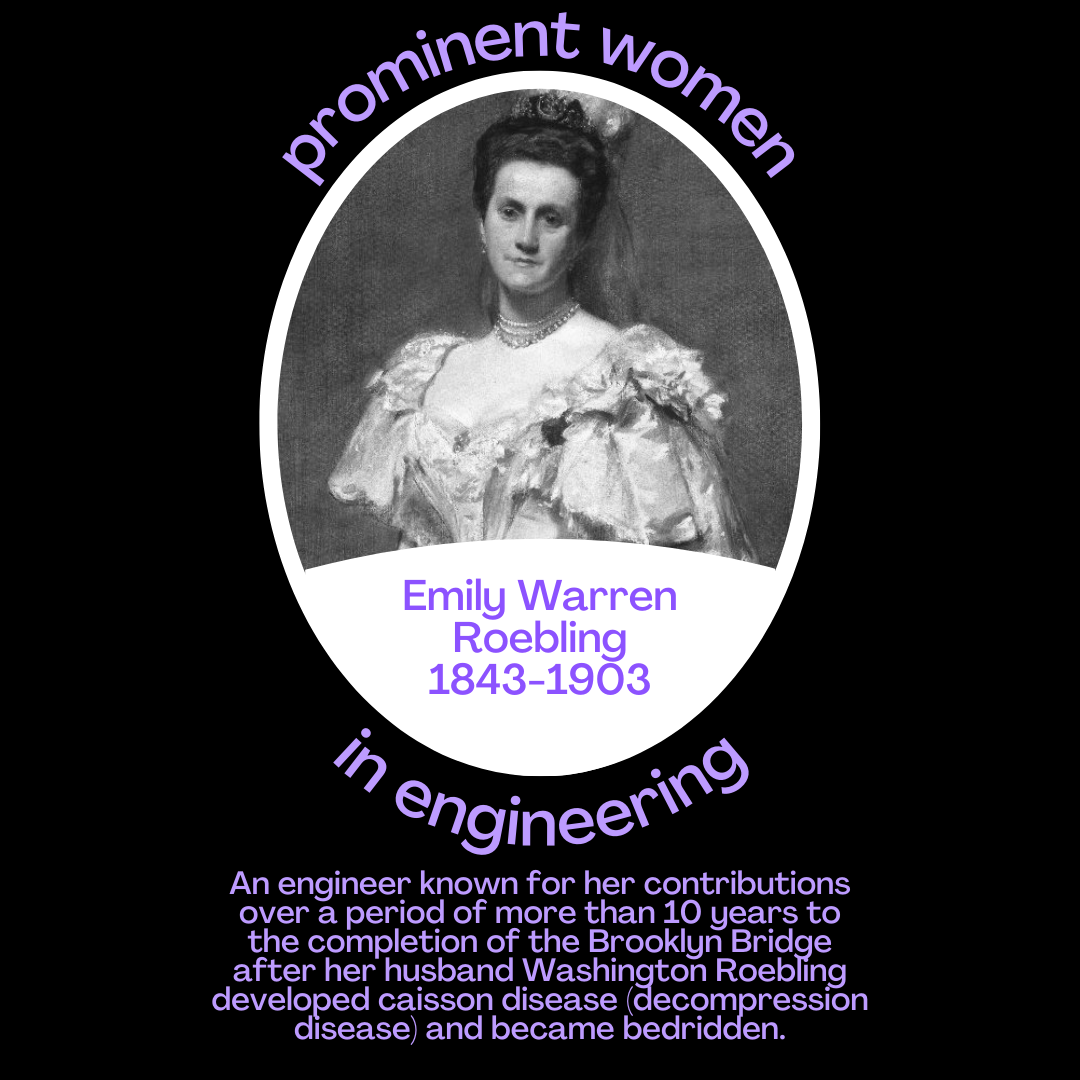 prominent women
Emily Warren
Roebling
1843-1903
in engineering
An engineer known for her contributions
over a period of more than 10 years to
the completion of the Brooklyn Bridge
after her husband Washington Roebling
developed caisson disease (decompression
disease) and became bedridden.